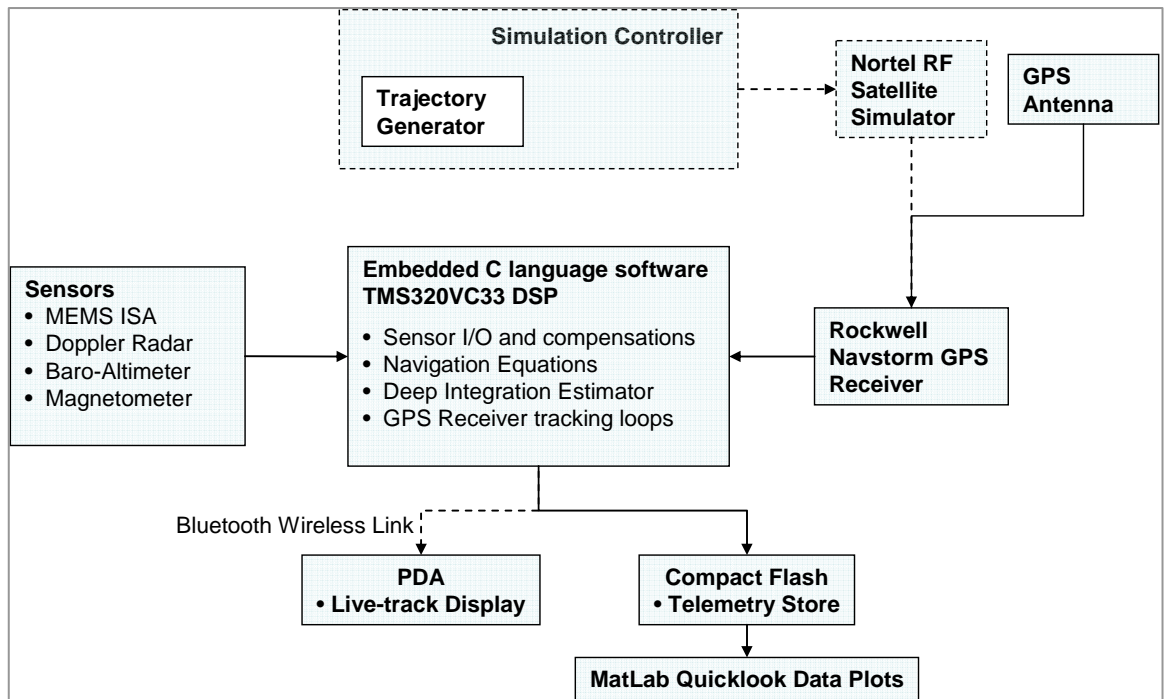 Simulation Controller
Trajectory
Generator
Nortel RF
Satellite
Simulator
GPS
Antenna
Sensors
• MEMS ISA
• Doppler Radar
• Baro-Altimeter
• Magnetometer
Embedded C language software
TMS320VC33 DSP
• Sensor I/O and compensations
• Navigation Equations
• Deep Integration Estimator
• GPS Receiver tracking loops
Rockwell
Navstorm GPS
Receiver
Bluetooth Wireless Link
PDA
• Live-track Display
Compact Flash
• Telemetry Store
MatLab Quicklook Data Plots